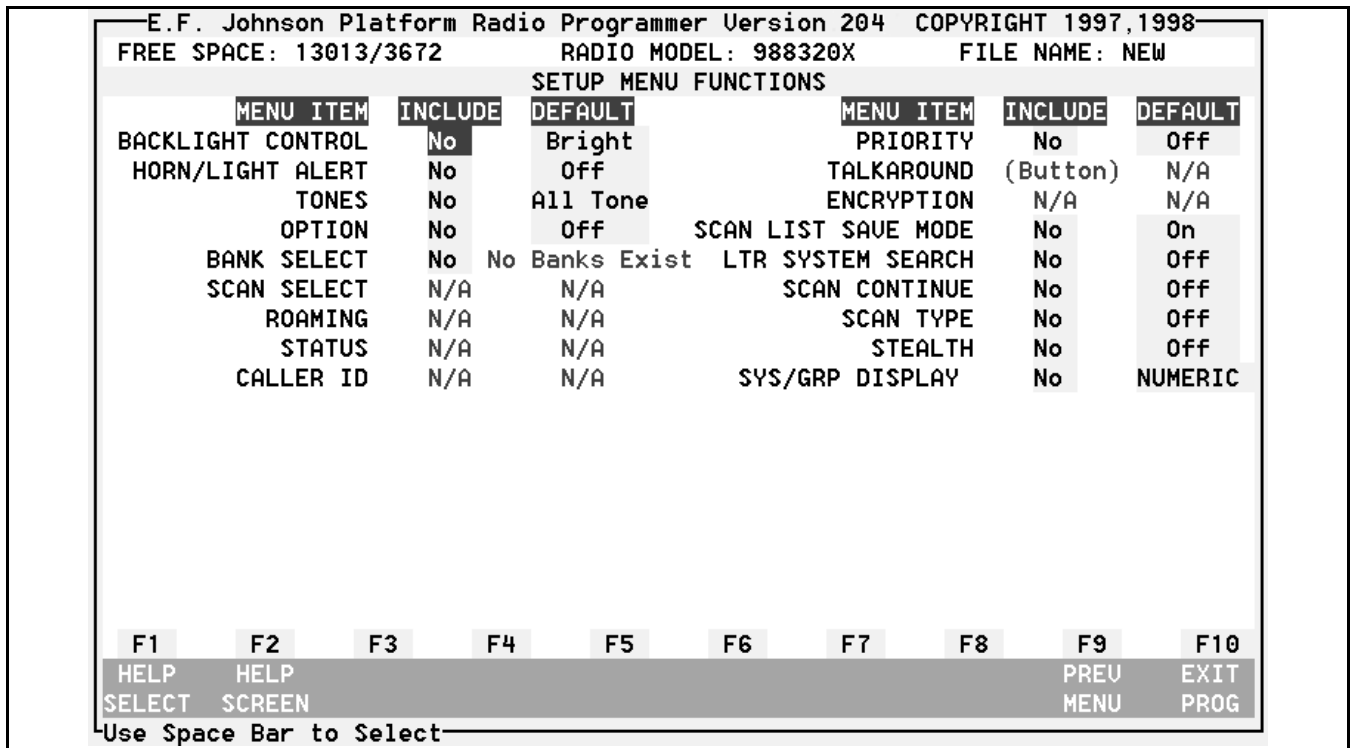 E.F. Johnson Platform Radio Programmer Version 204 COPYRIGHT 1997,1998
FREE SPACE: 13013/3672 RADIO MODEL: 988320X FILE NAME: NEW
SETUP MENU FUNCTIONS
MENU ITEM INCLUDE DEFAULT MENU ITEM INCLUDE DEFAULT
BACKLIGHT CONTROL No Bright PRIORITY No Off
HORN/LIGHT ALERT No Off TALKAROUND (Button) N/A
TONES No All Tone ENCRYPTION N/A N/A
OPTION No Off SCAN LIST SAVE MODE No On
BANK SELECT No No Banks Exist LTR SYSTEM SEARCH No Off
SCAN SELECT N/A N/A SCAN CONTINUE No Off
ROAMING N/A N/A SCAN TYPE No Off
STATUS N/A N/A STEALTH No Off
CALLER ID N/A N/A SYS/GRP DISPLAY No NUMERIC
F1 F2 F3 F4 F5 F6 F7 F8 F9 F10
HELP HELP PREV EXIT
SELECT SCREEN MENU PROG
Use Space Bar to Select